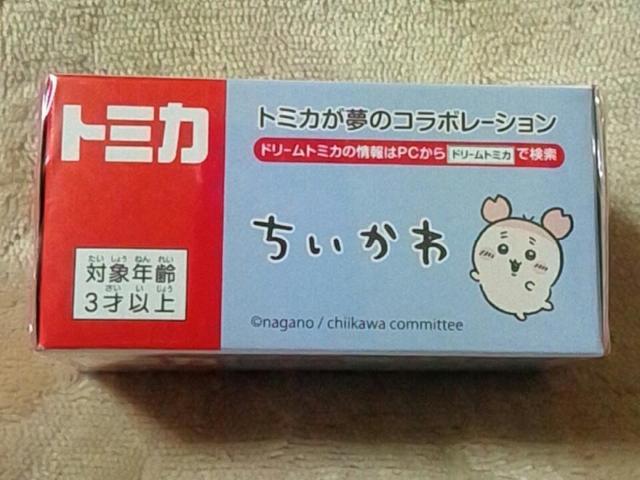 トミカ
たいしょうねんれい
対象年齢
さいいじょう
3才以上
トミカが夢のコラボレーション
ドリームトミカの情報はPCから ドリームトミカ で検索
ちいかわ
©nagano / chiikawa committee